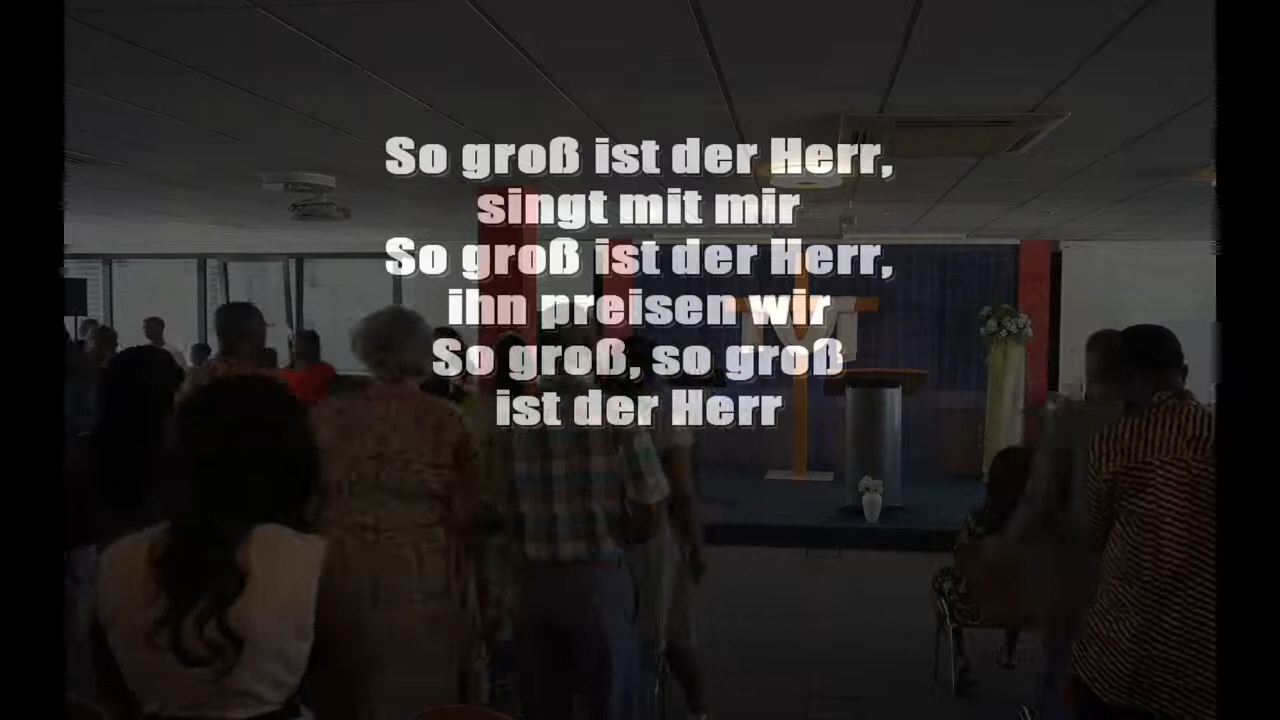 So groß ist der Herr,
singt mit mir
So groß ist der Herr,
ihn preisen wir
So groß, so groß
ist der Herr